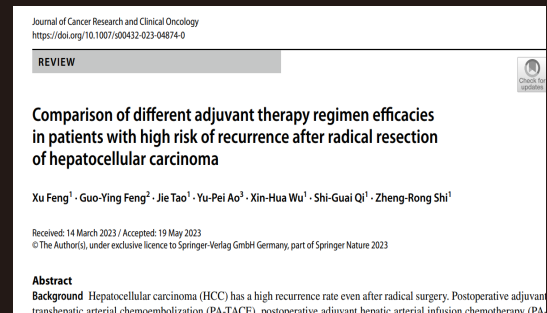 Journal of Cancer Research and Clinical Oncology
https://doi.org/10.1007/s00432-023-04874-0
REVIEW
Check for
updates
Comparison of different adjuvant therapy regimen efficacies
in patients with high risk of recurrence after radical resection
of hepatocellular carcinoma
Xu Feng1 · Guo-Ying Feng2 · Jie Tao1 · Yu-Pei Ao3 · Xin-Hua Wu1 · Shi-Guai Qi1 · Zheng-Rong Shi1
Received: 14 March 2023 / Accepted: 19 May 2023
© The Author(s), under exclusive licence to Springer-Verlag GmbH Germany, part of Springer Nature 2023
Abstract
Background Hepatocellular carcinoma (HCC) has a high recurrence rate even after radical surgery. Postoperative adjuvant
transhepatic arterial chemoembolization (PA-TACE), postoperative adjuvant hepatic arterial infusion chemotherapy (PA-